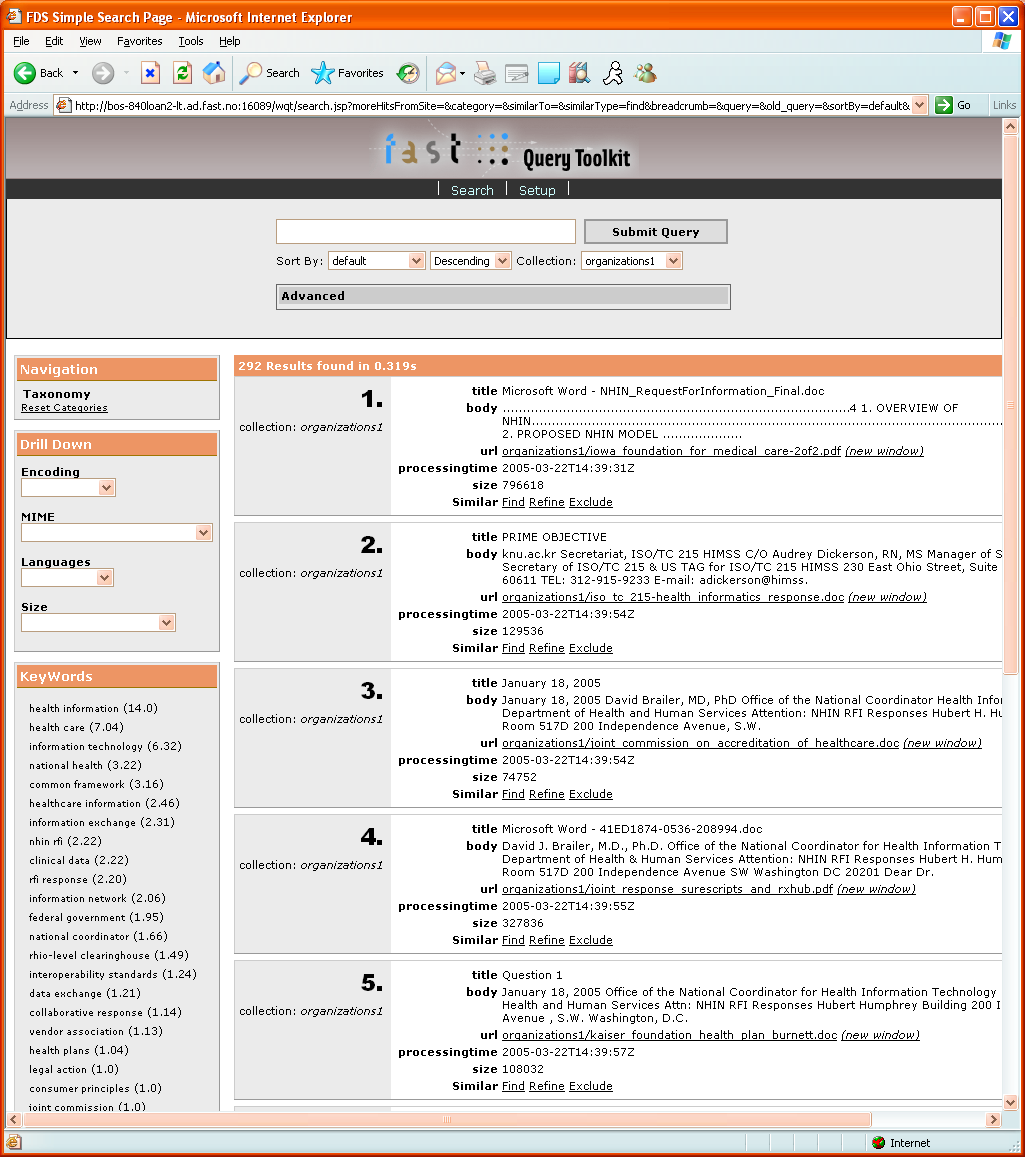 FDS Simple Search Page - Microsoft Internet Explorer
File Edit View Favorites Tools Help
Back Search Favorites
Address http://bos-840loan2-lt.ad.fast.no:16089/wqt/search.jsp?moreHitsFromSite=&category=&similarTo=&similarType=find&breadcrumb=&query=&old_query=&sortBy=default& Go Links
fast Query Toolkit
Search Setup
Submit Query
Sort By: default Descending Collection: organizations1
Advanced
Navigation
Taxonomy
Reset Categories
Drill Down
Encoding
MIME
Languages
Size
KeyWords
health information (14.0)
health care (7.04)
information technology (6.32)
national health (3.22)
common framework (3.16)
healthcare information (2.46)
information exchange (2.31)
nhin rfi (2.22)
clinical data (2.22)
rfi response (2.20)
information network (2.06)
federal government (1.95)
national coordinator (1.66)
rhio-level clearinghouse (1.49)
interoperability standards (1.24)
data exchange (1.21)
collaborative response (1.14)
vendor association (1.13)
health plans (1.04)
legal action (1.0)
consumer principles (1.0)
joint commission (1.0)
292 Results found in 0.319s
1.
collection: organizations1
title Microsoft Word - NHIN_RequestForInformation_Final.doc
body ......................................................................................4 1. OVERVIEW OF
NHIN.....................................................................................................................
2. PROPOSED NHIN MODEL ....................
url organizations1/iowa_foundation_for_medical_care-2of2.pdf (new window)
processingtime 2005-03-22T14:39:31Z
size 796618
Similar Find Refine Exclude
2.
collection: organizations1
title PRIME OBJECTIVE
body knu.ac.kr Secretariat, ISO/TC 215 HIMSS C/O Audrey Dickerson, RN, MS Manager of S
Secretary of ISO/TC 215 & US TAG for ISO/TC 215 HIMSS 230 East Ohio Street, Suite
60611 TEL: 312-915-9233 E-mail: adickerson@himss.
url organizations1/iso_tc_215-health_informatics_response.doc (new window)
processingtime 2005-03-22T14:39:54Z
size 129536
Similar Find Refine Exclude
3.
collection: organizations1
title January 18, 2005
body January 18, 2005 David Brailer, MD, PhD Office of the National Coordinator Health Info
Department of Health and Human Services Attention: NHIN RFI Responses Hubert H. Hu
Room 517D 200 Independence Avenue, S.W.
url organizations1/joint_commission_on_accreditation_of_healthcare.doc (new window)
processingtime 2005-03-22T14:39:54Z
size 74752
Similar Find Refine Exclude
4.
collection: organizations1
title Microsoft Word - 41ED1874-0536-208994.doc
body David J. Brailer, M.D., Ph.D. Office of the National Coordinator for Health Information T
Department of Health & Human Services Attention: NHIN RFI Responses Hubert H. Hum
Room 517D 200 Independence Avenue SW Washington DC 20201 Dear Dr.
url organizations1/joint_response_surescripts_and_rxhub.pdf (new window)
processingtime 2005-03-22T14:39:55Z
size 327836
Similar Find Refine Exclude
5.
collection: organizations1
title Question 1
body January 18, 2005 Office of the National Coordinator for Health Information Technology
Health and Human Services Attn: NHIN RFI Responses Hubert Humphrey Building 200 I
Avenue , S.W. Washington, D.C.
url organizations1/kaiser_foundation_health_plan_burnett.doc (new window)
processingtime 2005-03-22T14:39:57Z
size 108032
Similar Find Refine Exclude
Internet